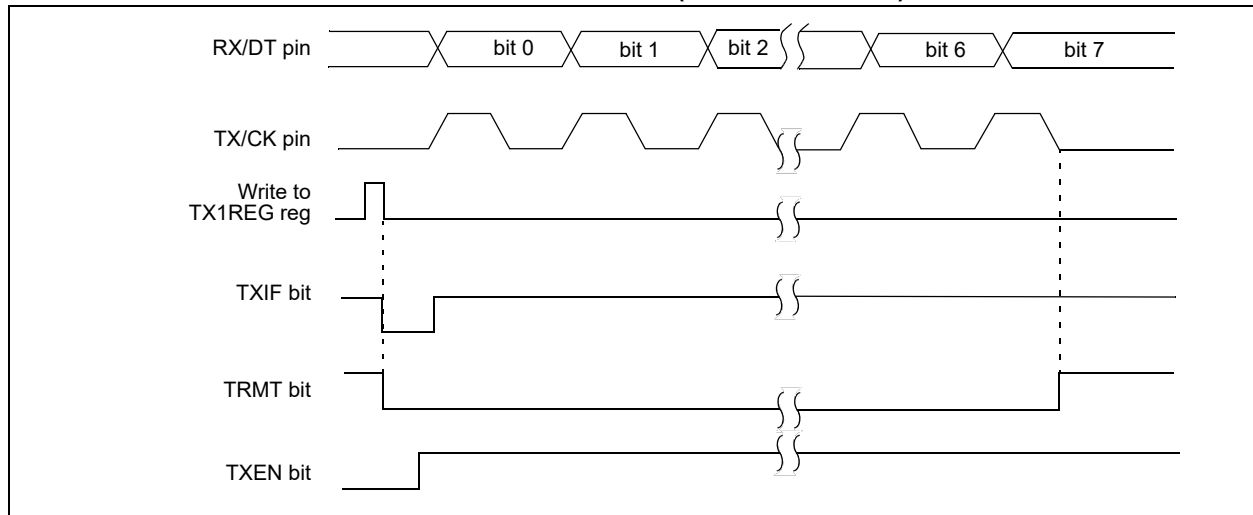 RX/DT pin
bit 0 bit 1 bit 2 bit 6 bit 7
TX/CK pin
Write to
TX1REG reg
TXIF bit
TRMT bit
TXEN bit